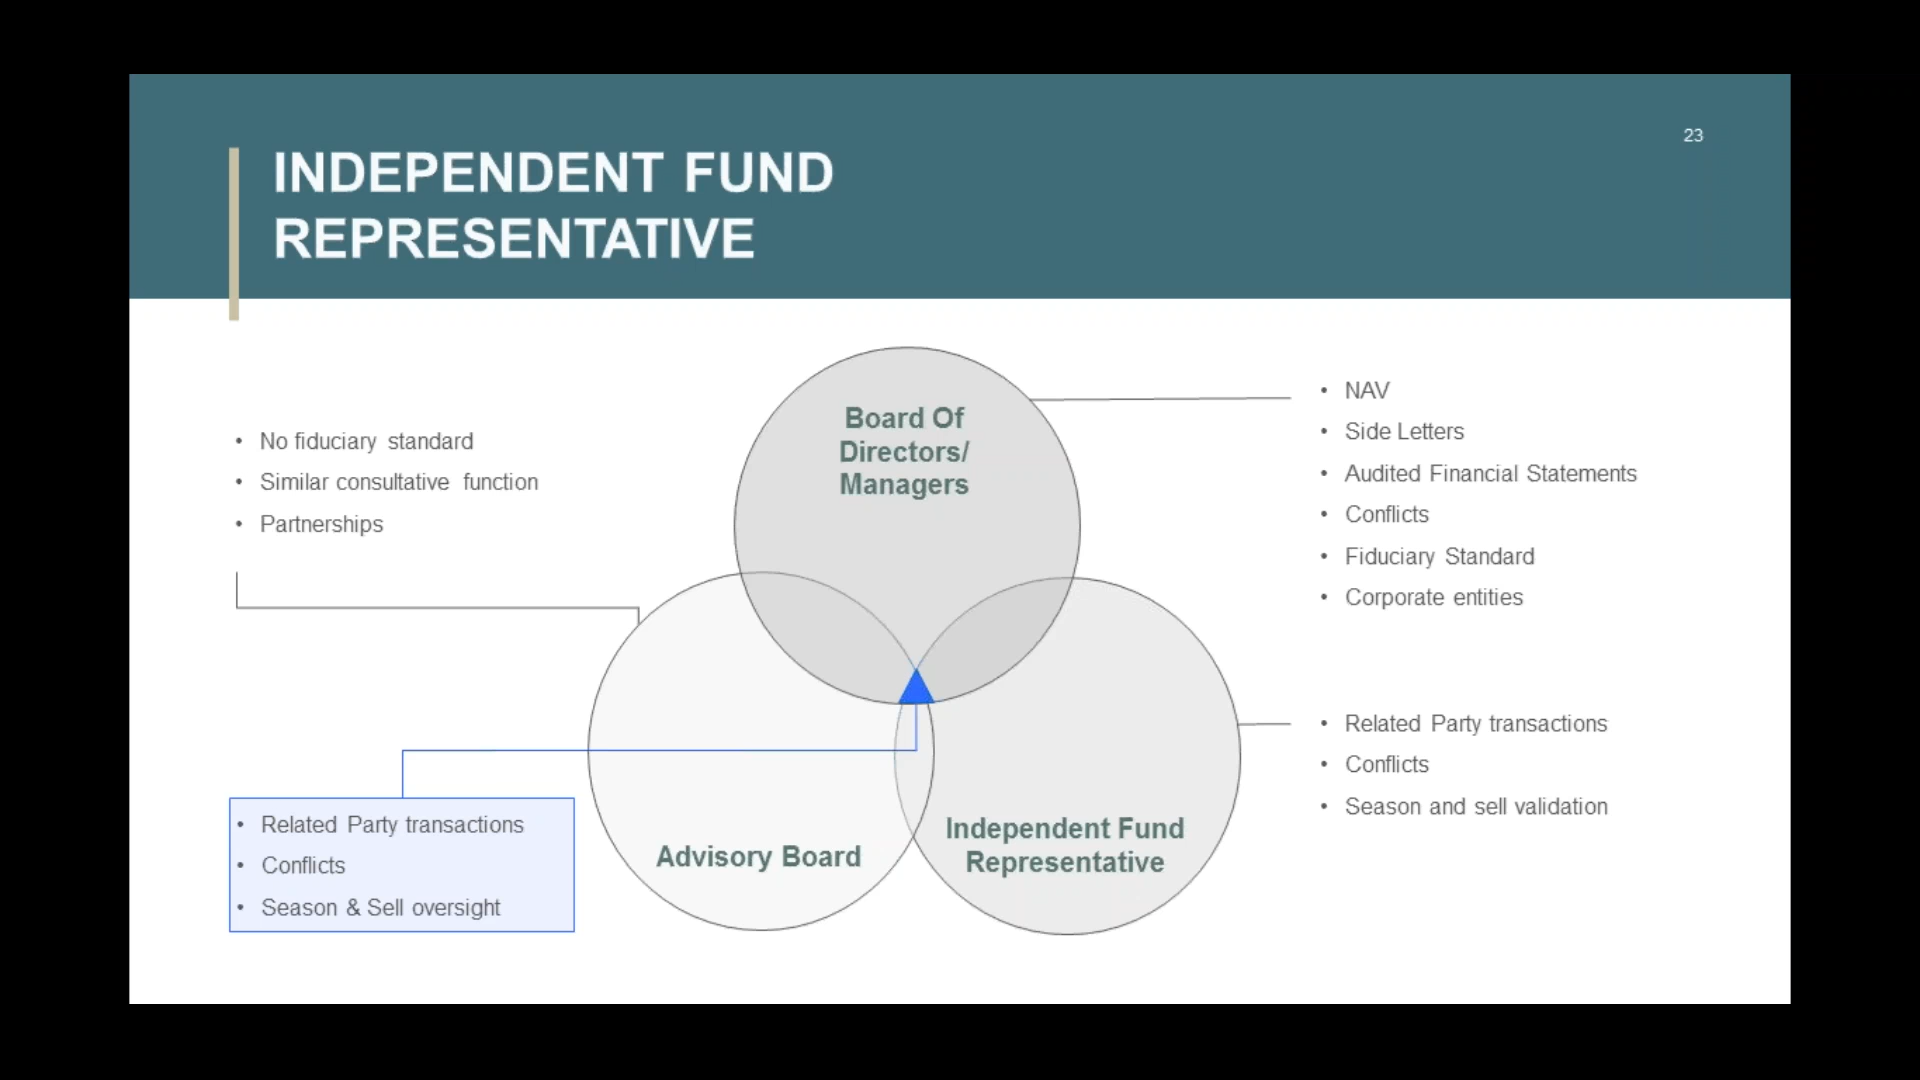 23
INDEPENDENT FUND
REPRESENTATIVE
• No fiduciary standard
• Similar consultative function
• Partnerships
Board Of
Directors/
Managers
• NAV
• Side Letters
• Audited Financial Statements
• Conflicts
• Fiduciary Standard
• Corporate entities
• Related Party transactions
• Conflicts
• Season and sell validation
• Related Party transactions
• Conflicts
• Season & Sell oversight
Advisory Board
Independent Fund
Representative